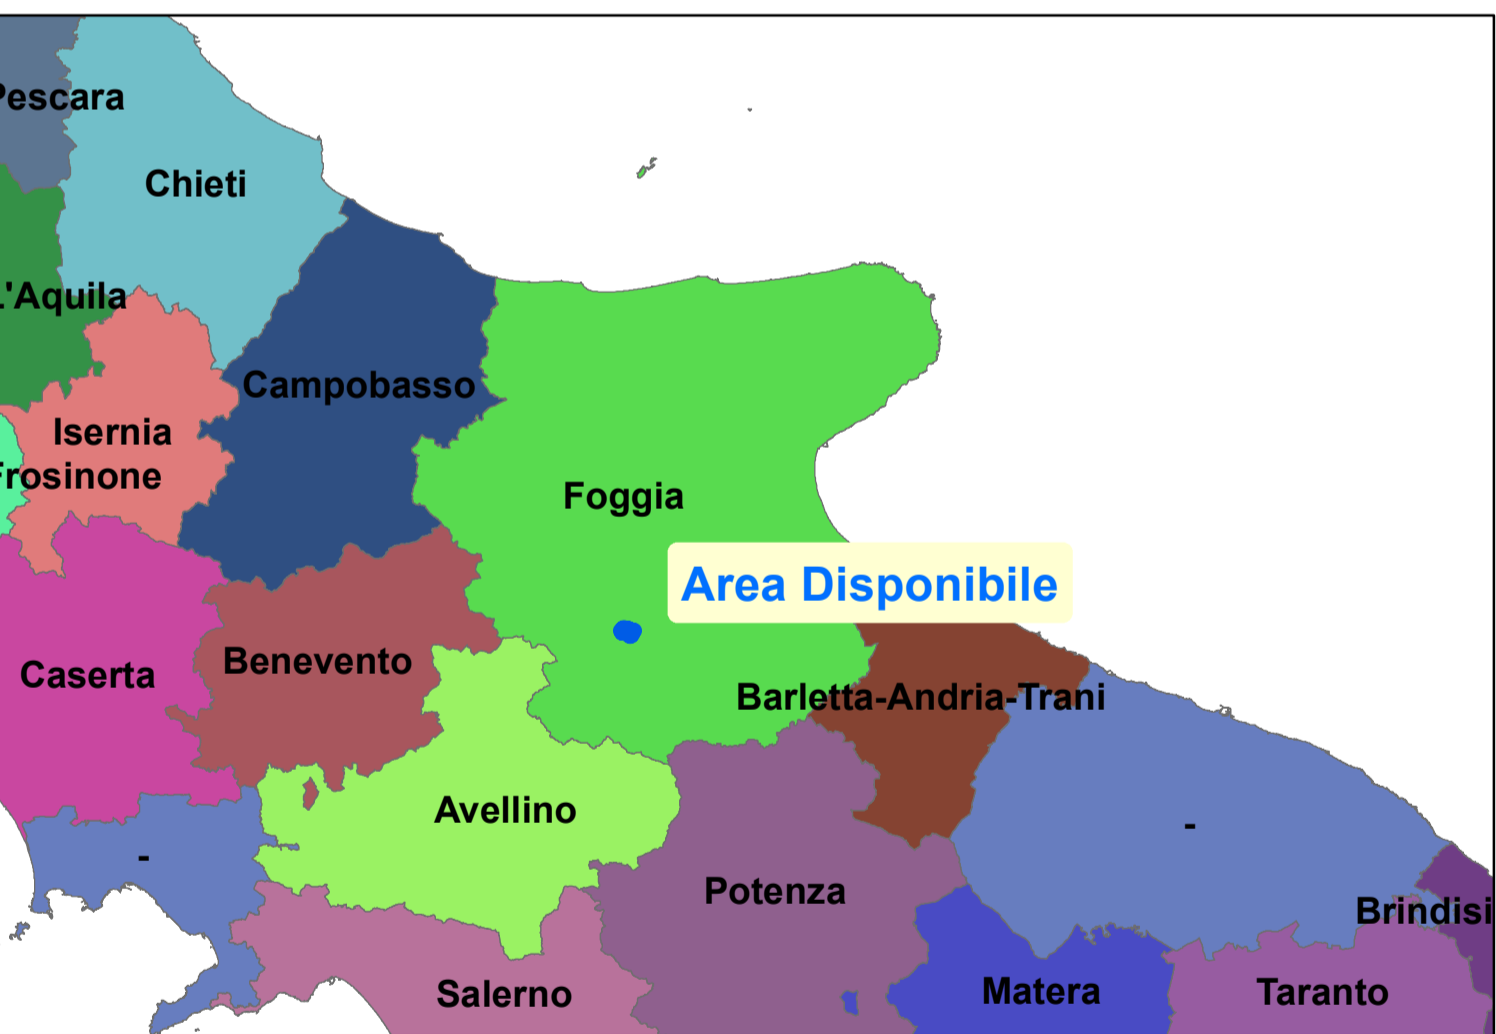 Pescara
Chieti
L'Aquila
Campobasso
Isernia
Frosinone
Foggia
Area Disponibile
Benevento
Caserta
Barletta-Andria-Trani
Avellino
-
-
Potenza
Brindisi
Salerno
Matera
Taranto